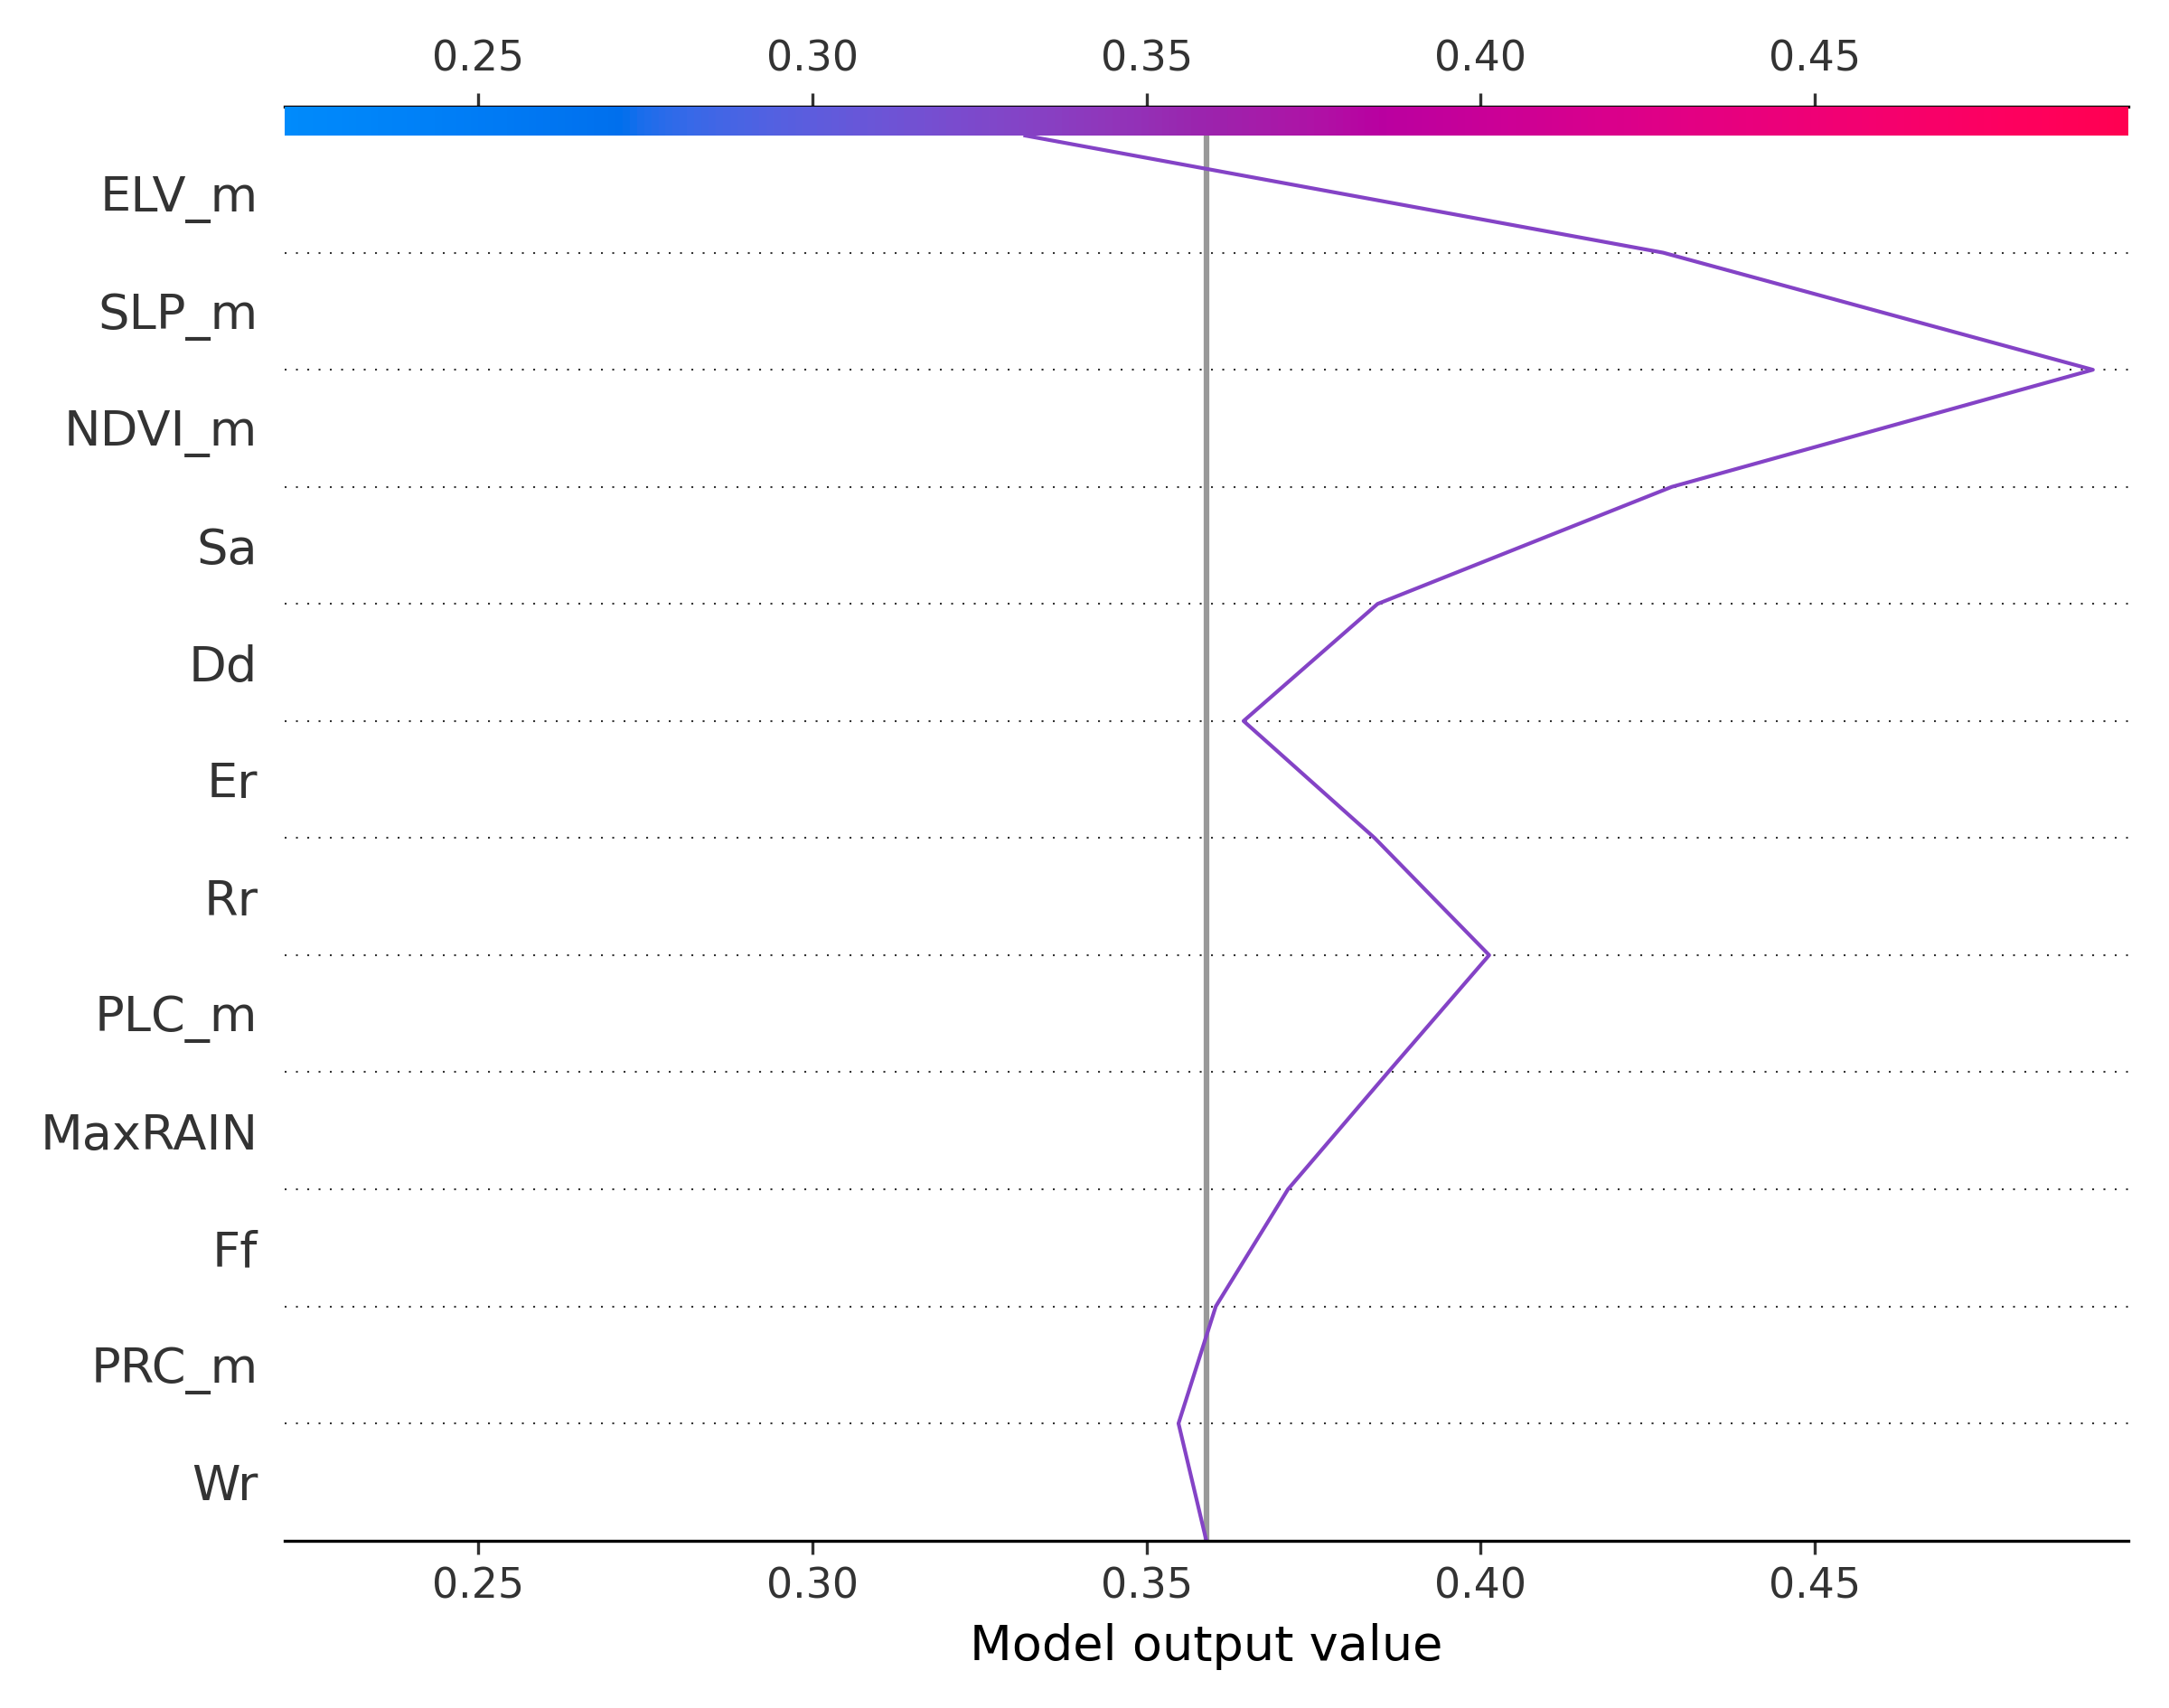 0.25 0.30 0.35 0.40 0.45
ELV_m
SLP_m
NDVI_m
Sa
Dd
Er
Rr
PLC_m
MaxRAIN
Ff
PRC_m
Wr
0.25 0.30 0.35 0.40 0.45
Model output value